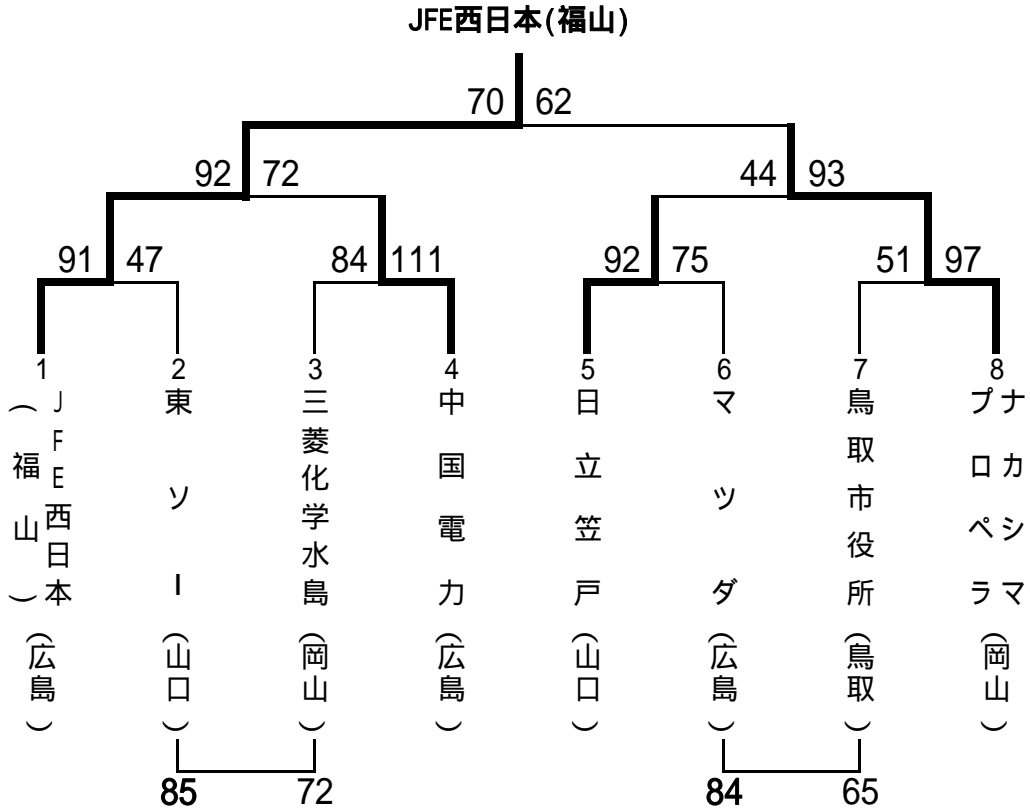 JFE西日本(福山)
70 62
92 72
44 93
91 47
84 111
92 75
51 97
1 2 3 4 5 6 7 8
JFE西日本
(福山)
(広島)
東ソー
(山口)
三菱化学水島
(岡山)
中国電力
(広島)
日立笠戸
(山口)
マツダ
(広島)
鳥取市役所
(鳥取)
ナカシマ
プロペラ
(岡山)
85 72
84 65